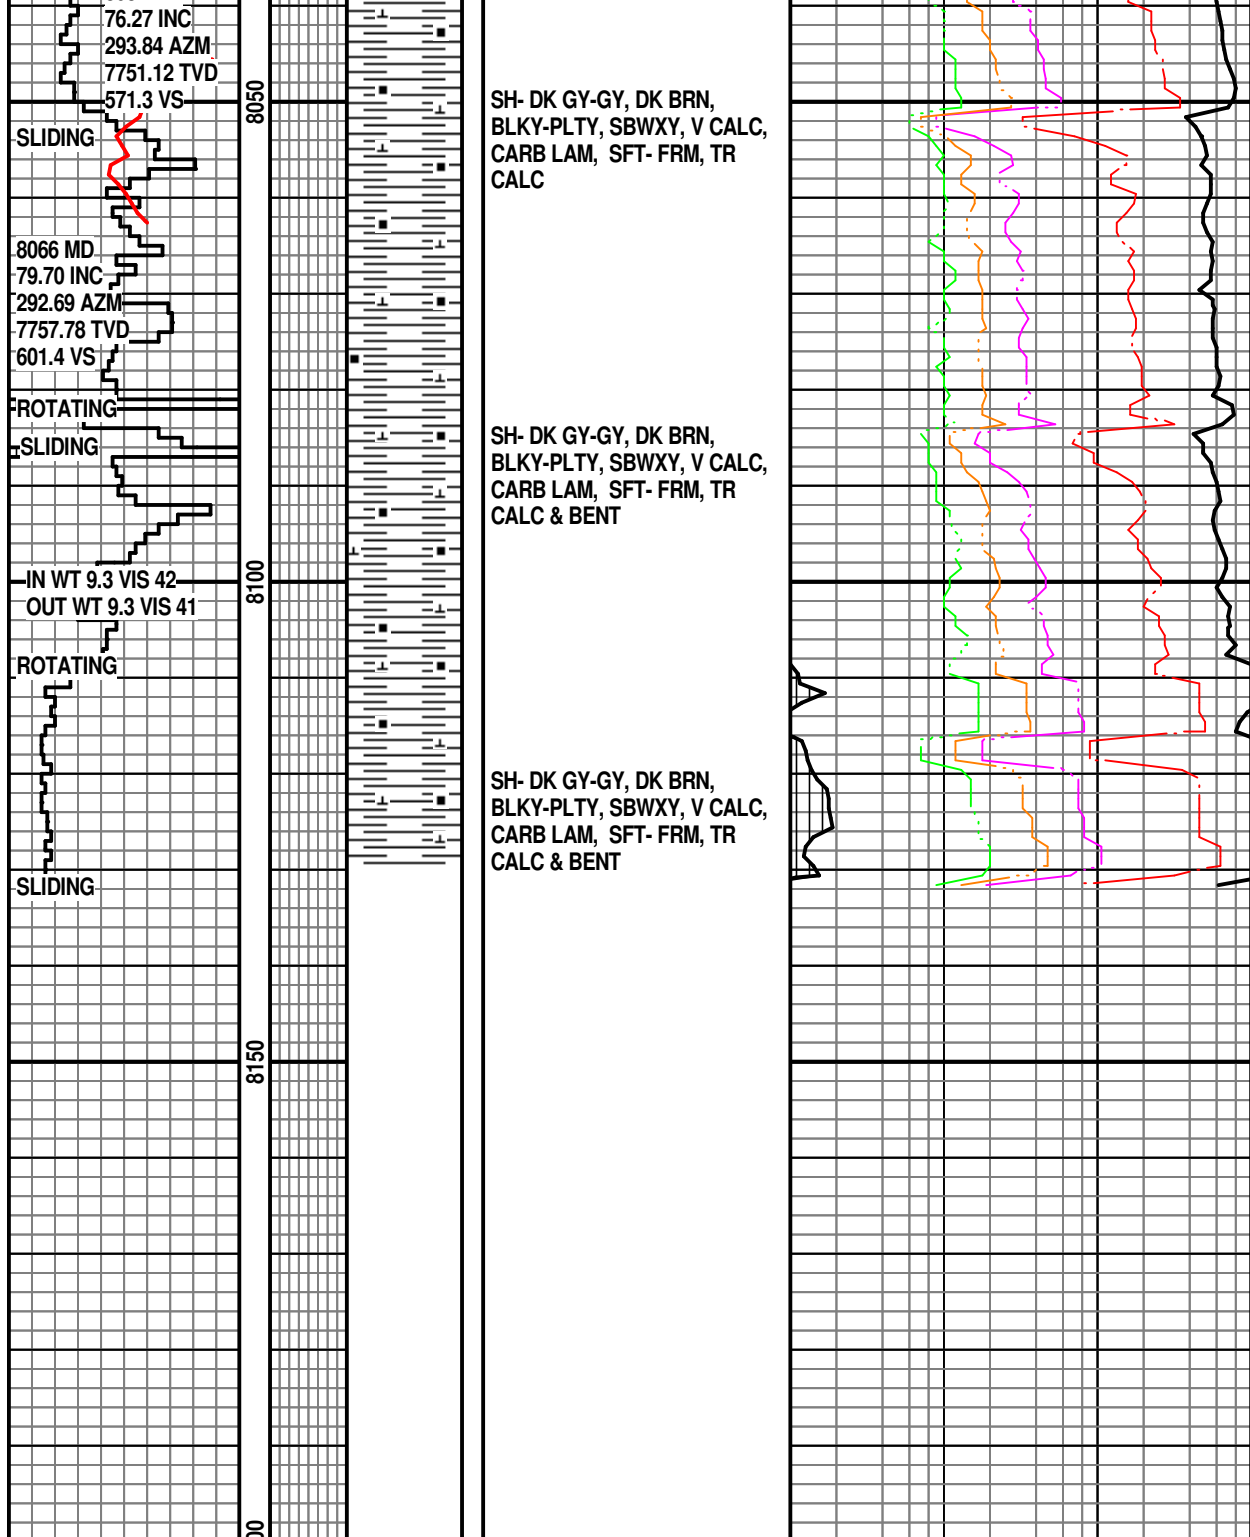 76.27 INC
293.84 AZM
7751.12 TVD
571.3 VS
SLIDING
8066 MD
79.70 INC
292.69 AZM
7757.78 TVD
601.4 VS
ROTATING
SLIDING
IN WT 9.3 VIS 42
OUT WT 9.3 VIS 41
ROTATING
SLIDING
8050
8100
8150
SH- DK GY-GY, DK BRN,
BLKY-PLTY, SBWXY, V CALC,
CARB LAM, SFT- FRM, TR
CALC
SH- DK GY-GY, DK BRN,
BLKY-PLTY, SBWXY, V CALC,
CARB LAM, SFT- FRM, TR
CALC & BENT
SH- DK GY-GY, DK BRN,
BLKY-PLTY, SBWXY, V CALC,
CARB LAM, SFT- FRM, TR
CALC & BENT